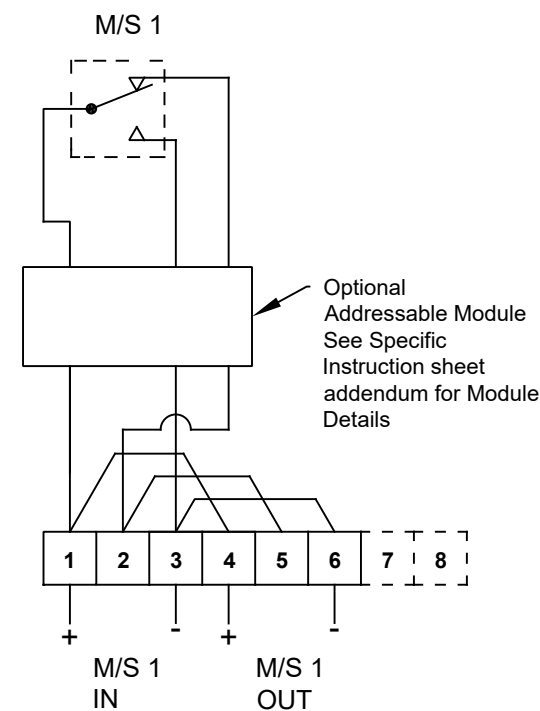 M/S 1
Optional
Addressable Module
See Specific
Instruction sheet
addendum for Module
Details
1 2 3 4 5 6 7 8
+ - + -
M/S 1 M/S 1
IN OUT